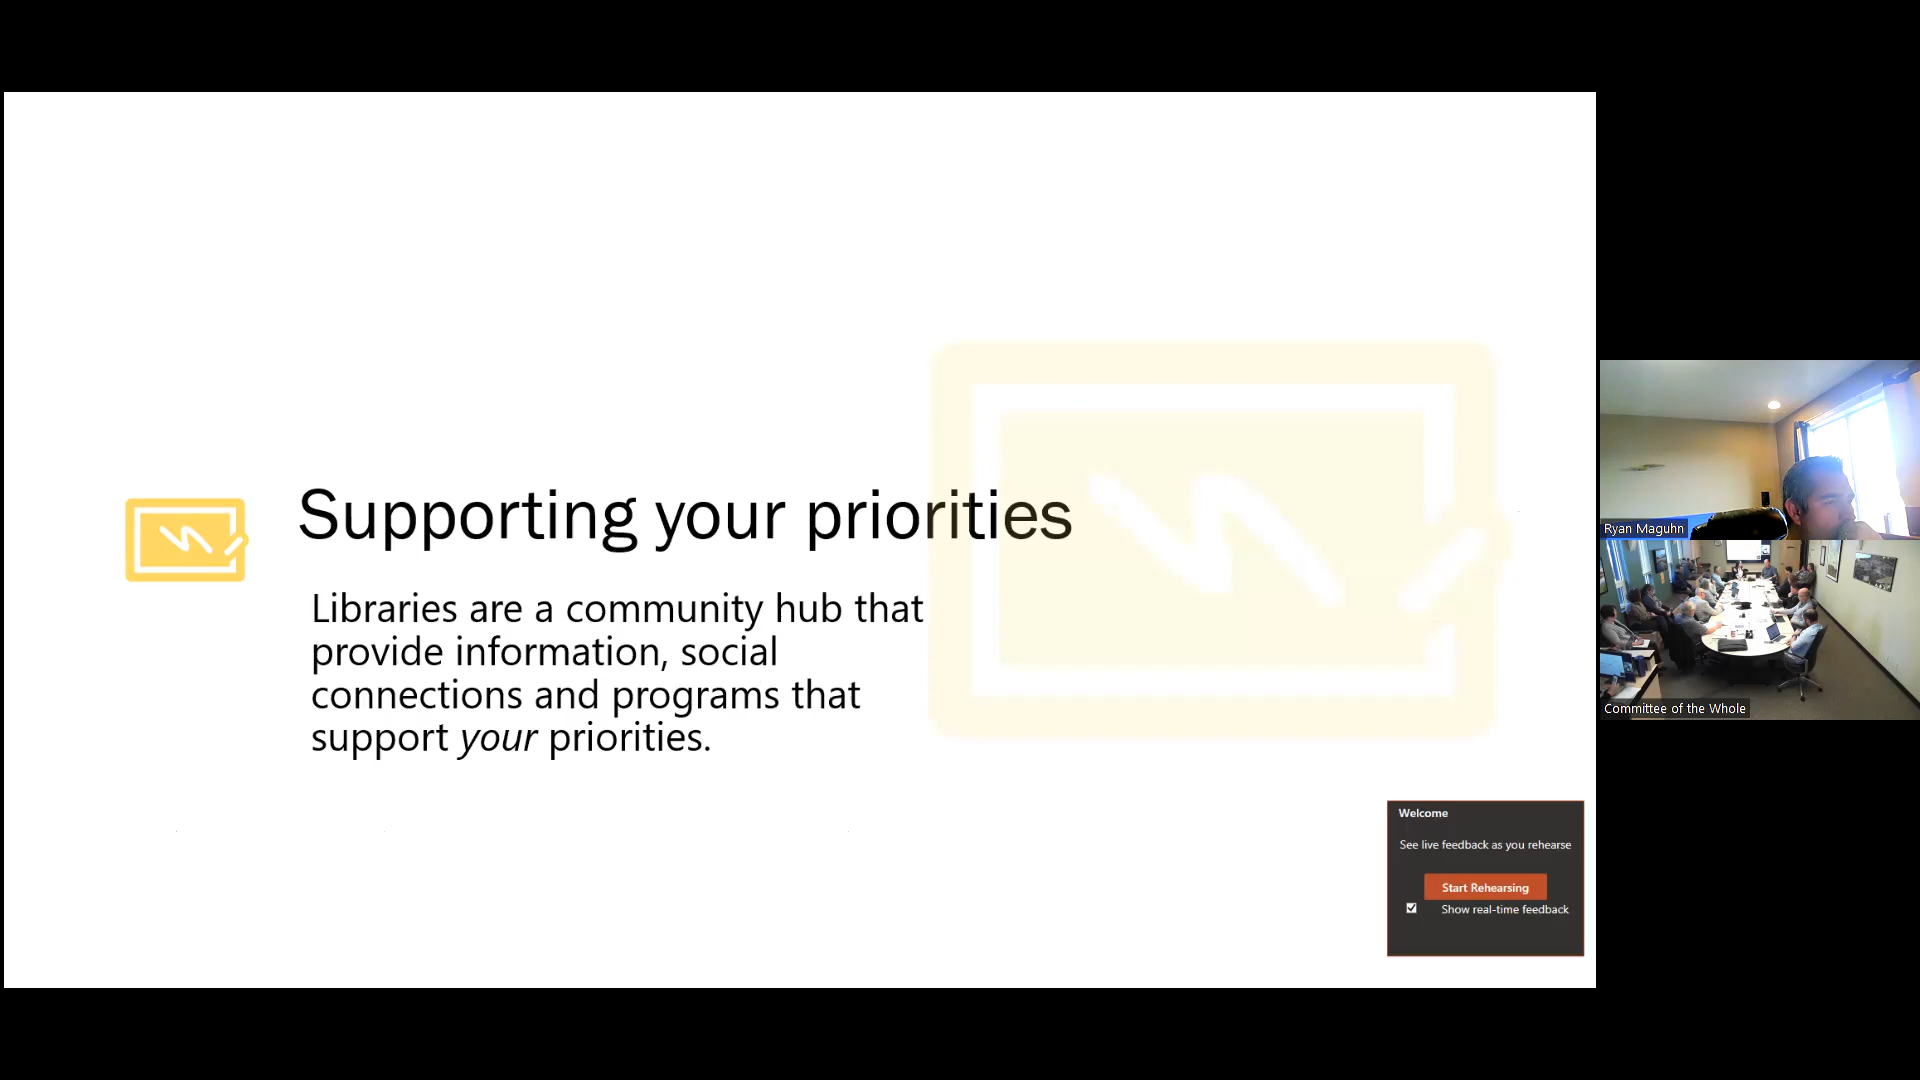 Supporting your priorities
Libraries are a community hub that
provide information, social
connections and programs that
support your priorities.
Welcome
See live feedback as you rehearse
Start Rehearsing
Show real-time feedback
Ryan Maguhn
Committee of the Whole